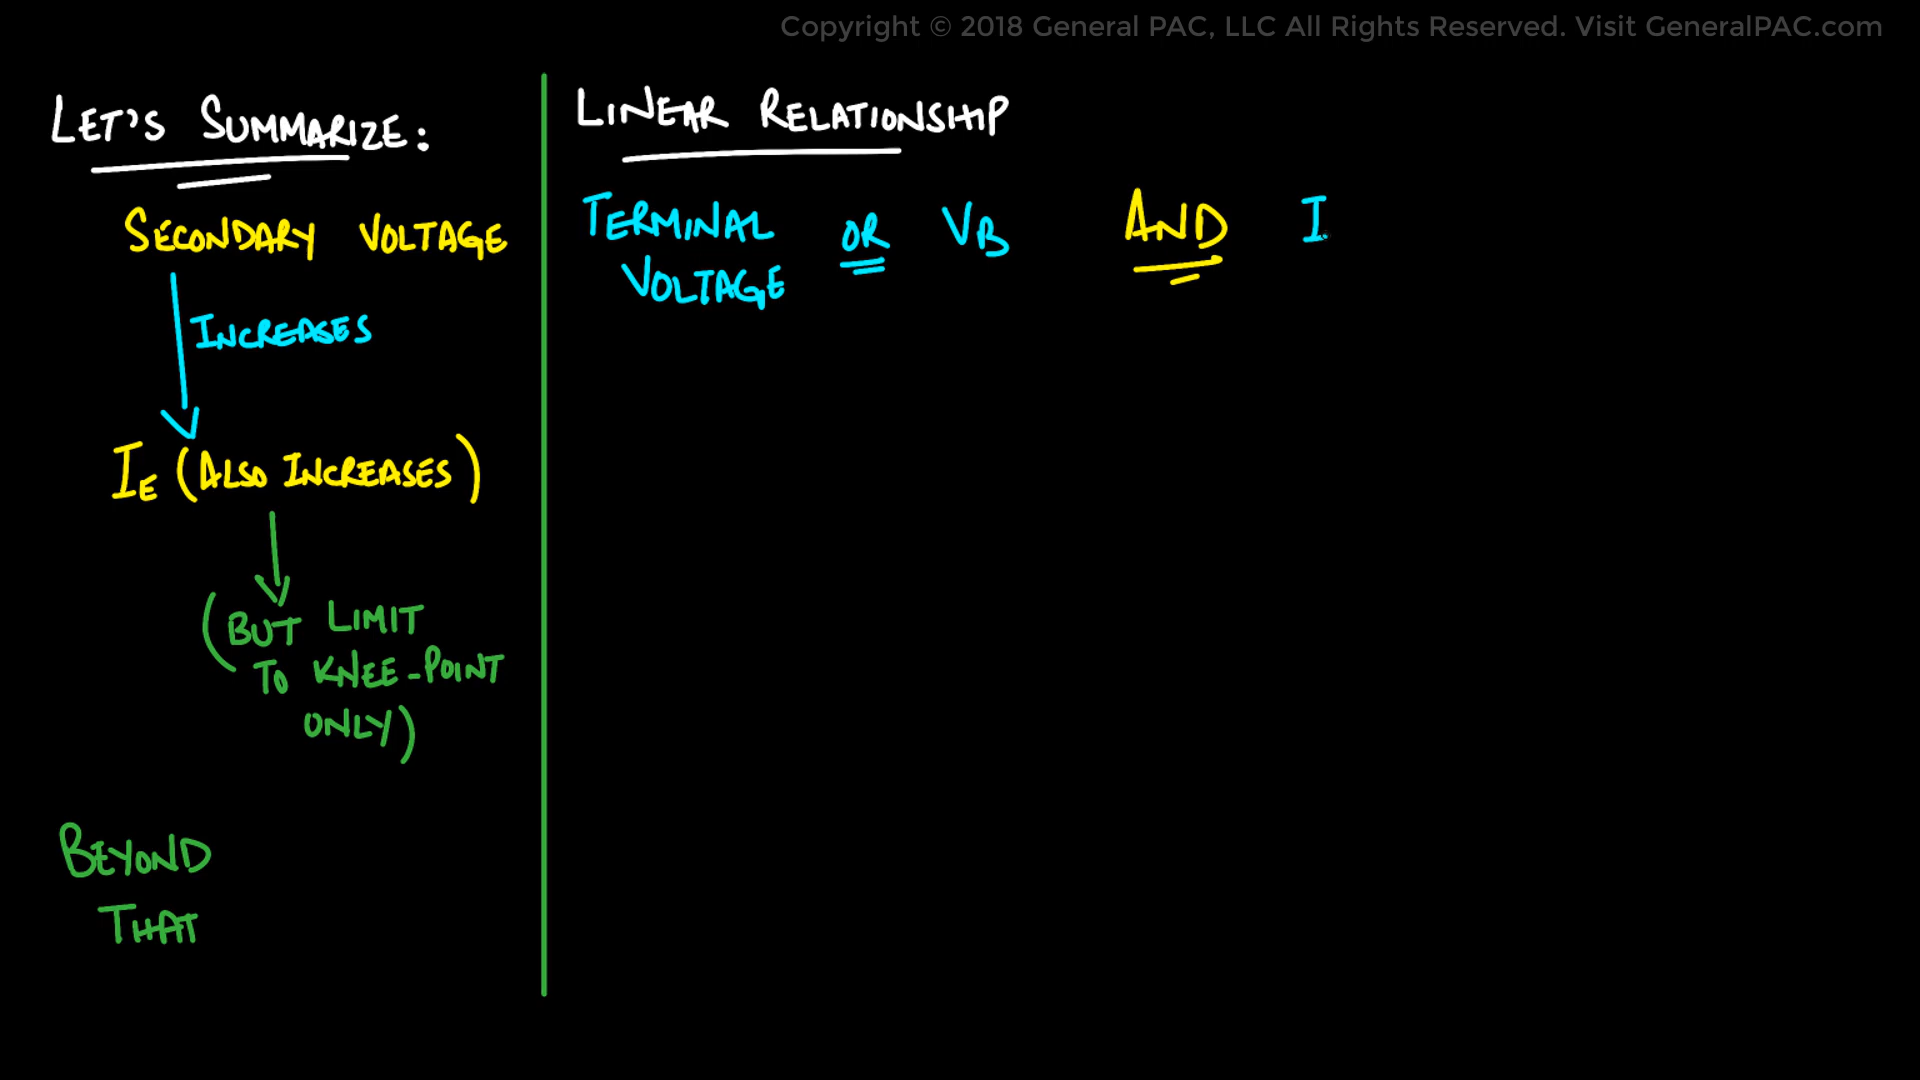 Copyright © 2018 General PAC, LLC All Rights Reserved. Visit GeneralPAC.com
LET'S SUMMARIZE:
SECONDARY VOLTAGE
INCREASES
IE (ALSO INCREASES)
(BUT LIMIT
TO KNEE-POINT
ONLY)
BEYOND
THAT
LINEAR RELATIONSHIP
TERMINAL OR VB AND I
VOLTAGE